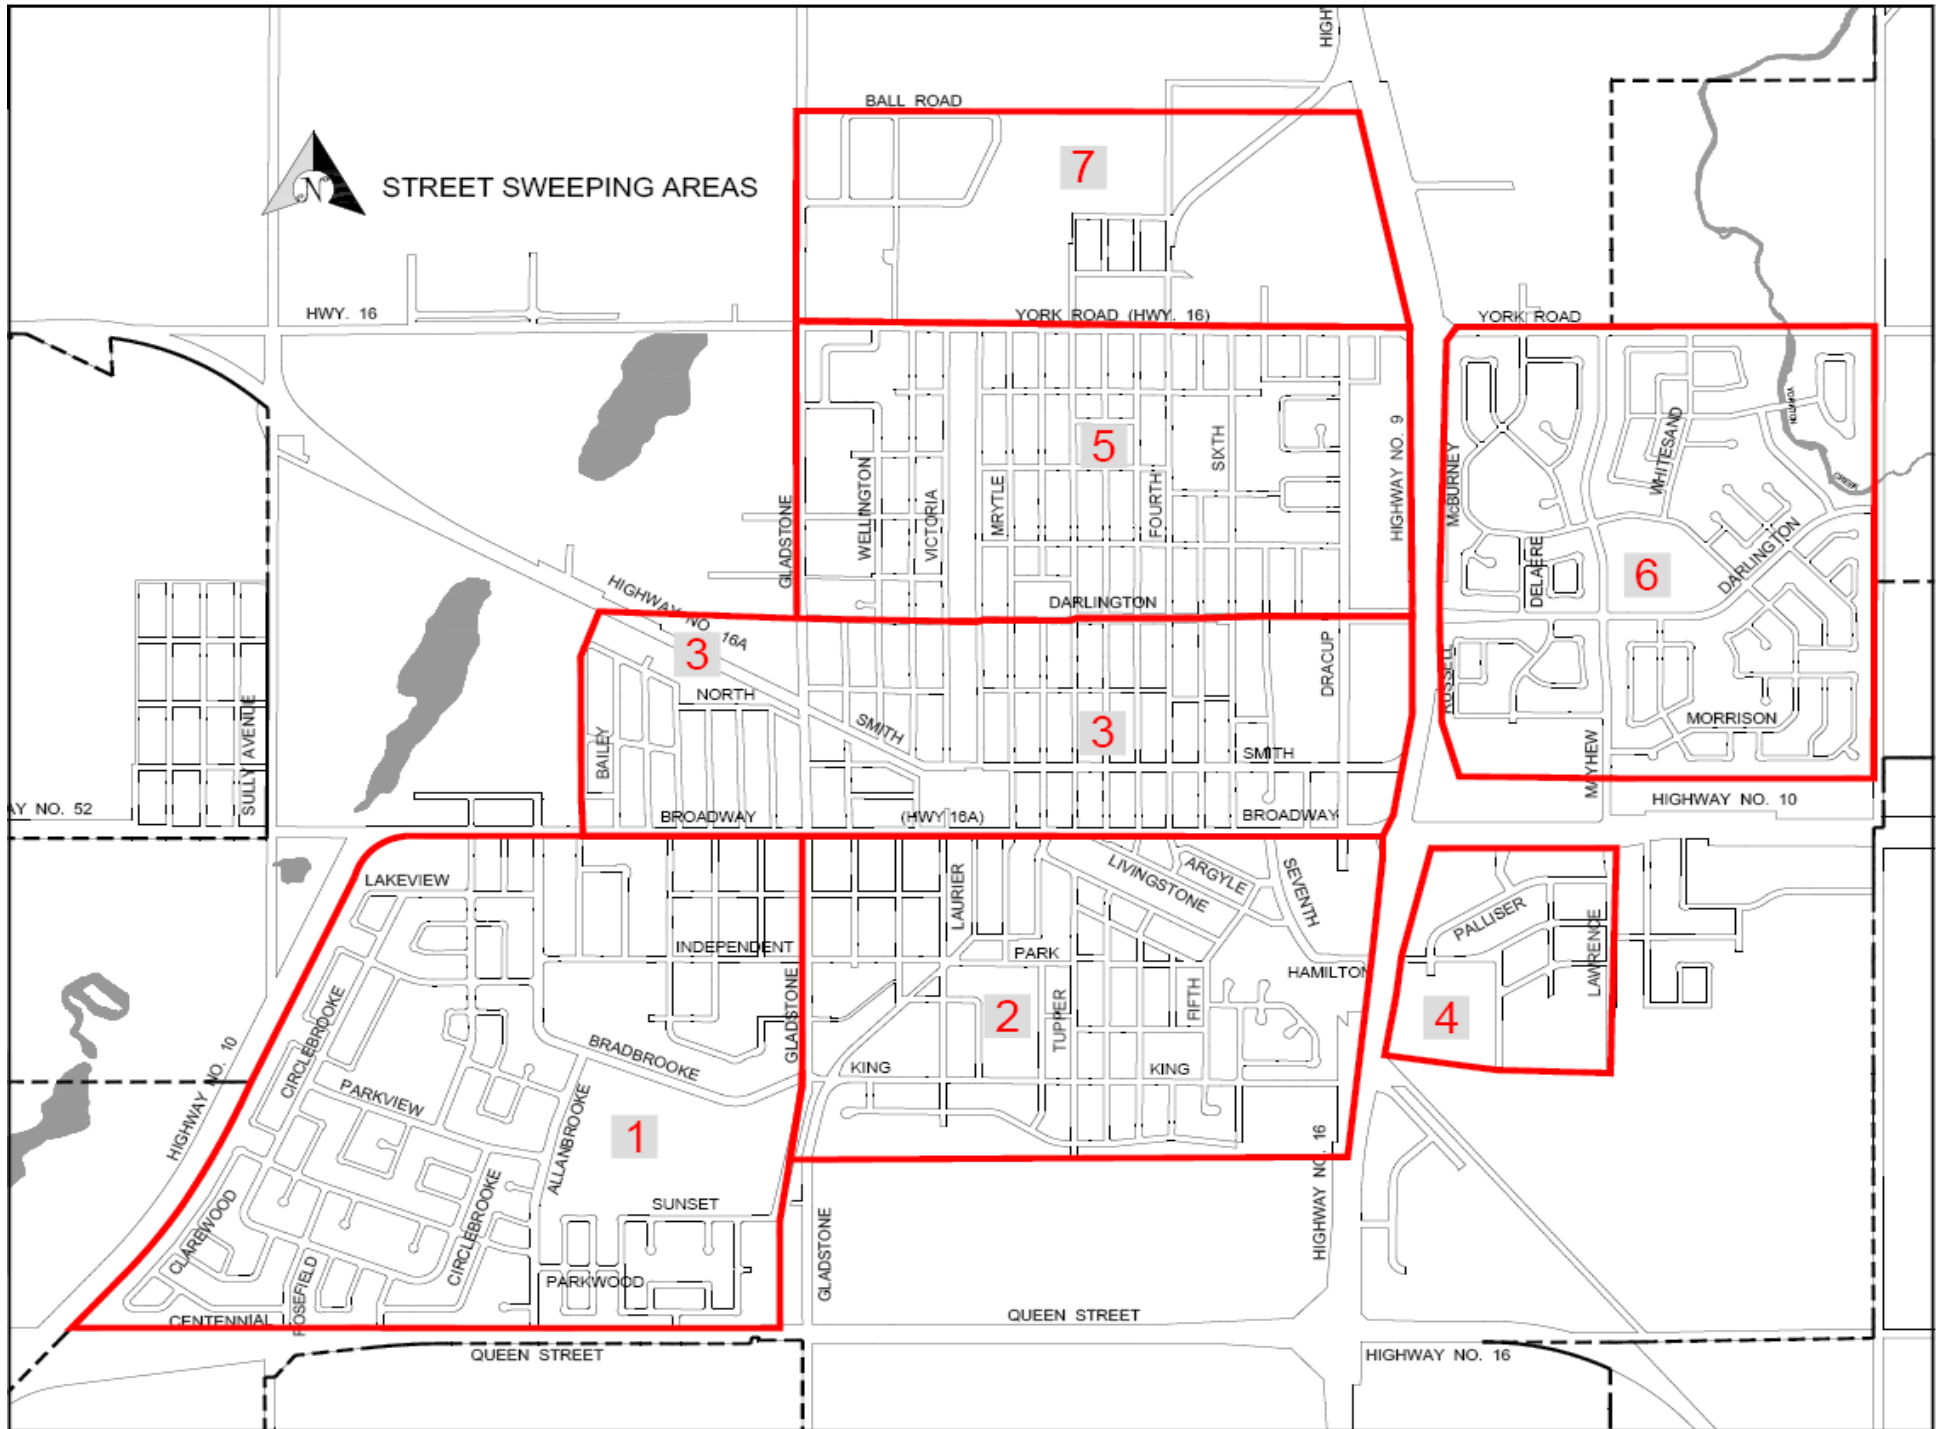 HIGHW
BALL ROAD
7
N
STREET SWEEPING AREAS
HWY. 16
YORK ROAD (HWY. 16)
YORK ROAD
YORKTON
CREEK
5
SIXTH
HIGHWAY NO. 9
McBURNEY
WHITESAND
GLADSTONE
WELLINGTON
VICTORIA
MRYTLE
FOURTH
DELAERE
6
DARLINGTON
HIGHWAY NO. 16A
DARLINGTON
3
NORTH
SMITH
3
DRACUP
SMITH
RUSSELL
MORRISON
MAYHEW
SULLY AVENUE
BAILEY
AY NO. 52
BROADWAY
(HWY 16A)
BROADWAY
HIGHWAY NO. 10
LAKEVIEW
LAURIER
LIVINGSTONE
ARGYLE
SEVENTH
PALLISER
LAWRENCE
INDEPENDENT
PARK
HAMILTON
GLADSTONE
CIRCLEBROOKE
2
TUPPER
FIFTH
4
HIGHWAY NO. 10
BRADBROOKE
KING
KING
PARKVIEW
ALLANBROOKE
1
HIGHWAY NO. 16
CLAREWOOD
CIRCLEBROOKE
SUNSET
GLADSTONE
ROSEFIELD
PARKWOOD
CENTENNIAL
QUEEN STREET
QUEEN STREET
HIGHWAY NO. 16